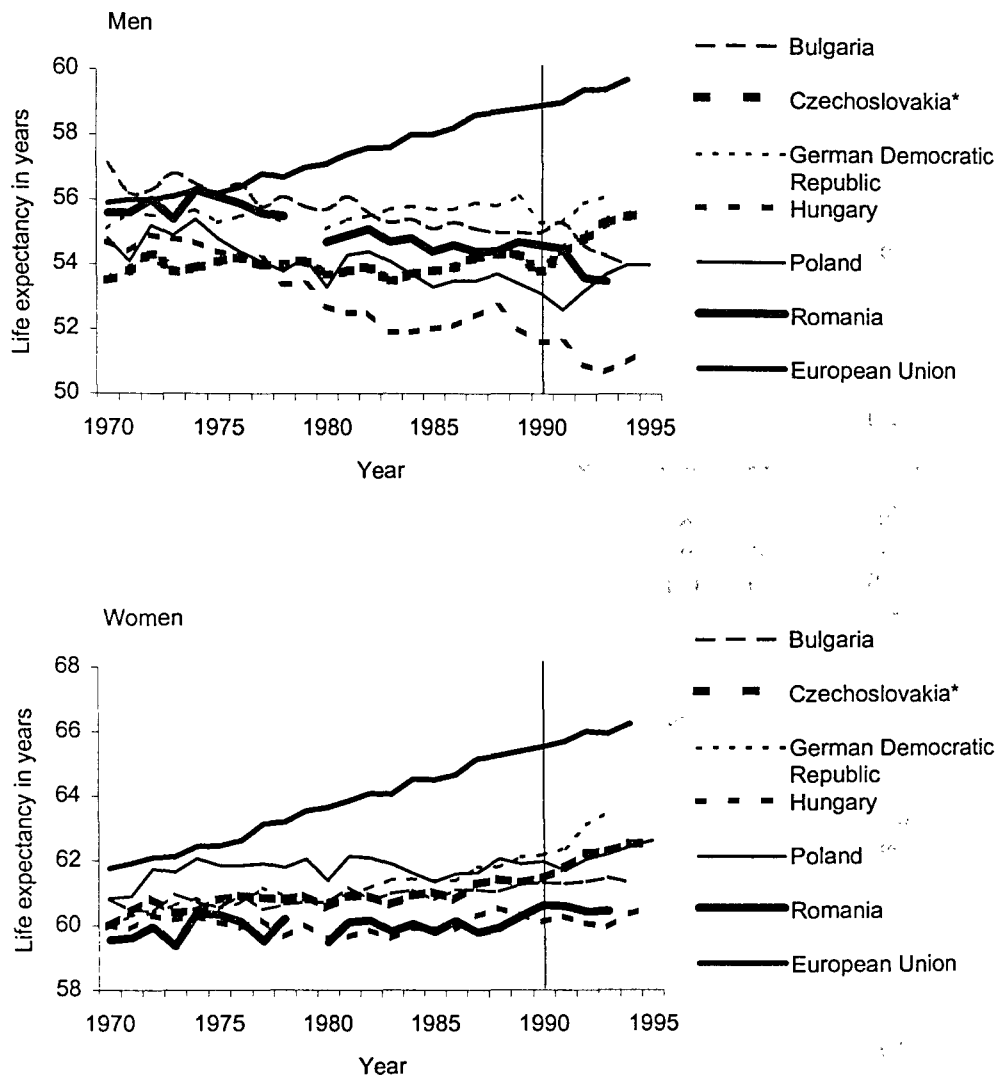 Men
Life expectancy in years
60
58
56
54
52
50
1970 1975 1980 1985 1990 1995
Year
Bulgaria
Czechoslovakia*
German Democratic
Republic
Hungary
Poland
Romania
European Union
Women
Life expectancy in years
68
66
64
62
60
58
1970 1975 1980 1985 1990 1995
Year
Bulgaria
Czechoslovakia*
German Democratic
Republic
Hungary
Poland
Romania
European Union